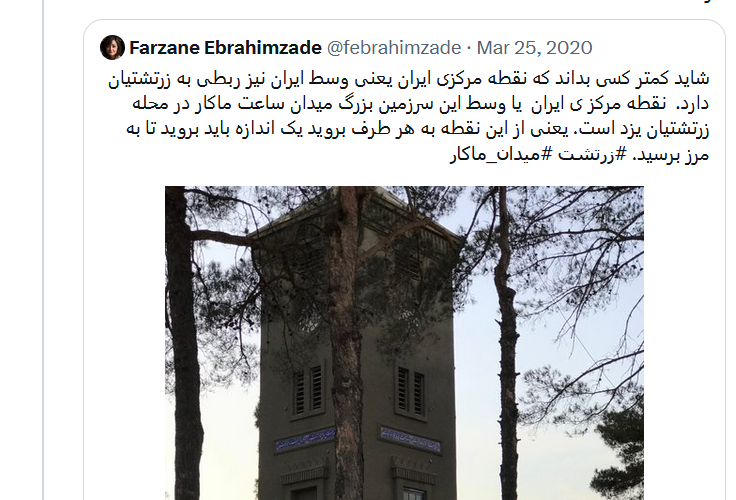 Farzane Ebrahimzade @febrahimzade · Mar 25, 2020
شاید کمتر کسی بداند که نقطه مرکزی ایران یعنی وسط ایران نیز ربطی به زرتشتیان
دارد. نقطه مرکز ی ایران یا وسط این سرزمین بزرگ میدان ساعت ماکار در محله
زرتشتیان یزد است. یعنی از این نقطه به هر طرف بروید یک اندازه باید بروید تا به
مرز برسید. #زرتشت #میدان_ماکار